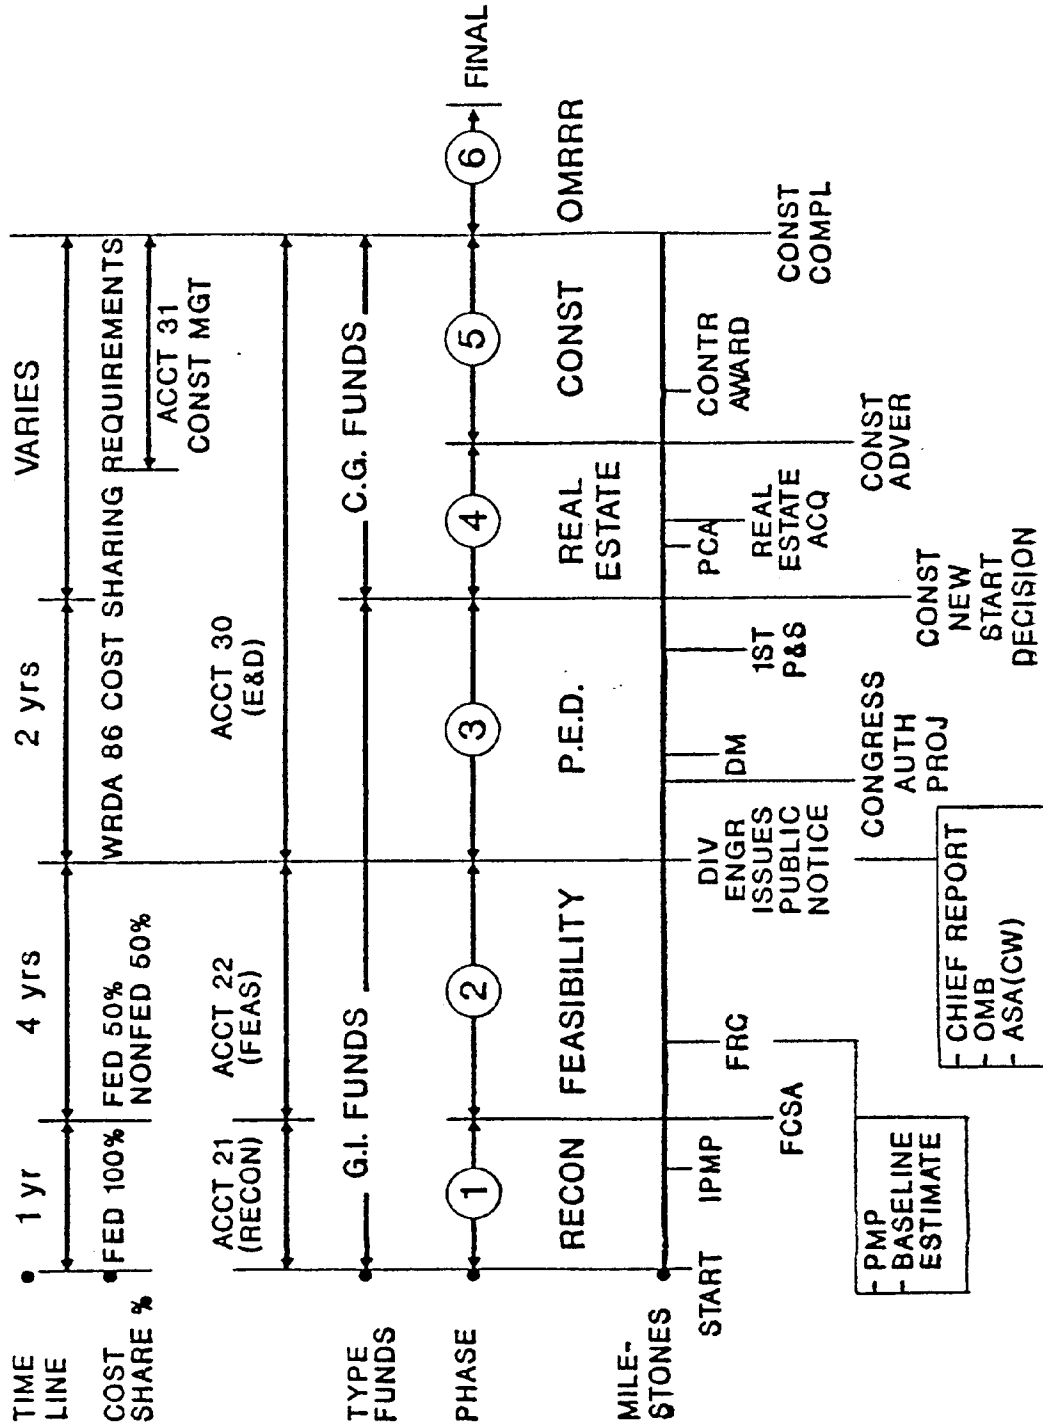 TIME
LINE
1 yr
4 yrs
2 yrs
VARIES
COST
SHARE %
FED 100%
FED 50%
NONFED 50%
WRDA 86 COST SHARING REQUIREMENTS
ACCT 31
CONST MGT
ACCT 21
(RECON)
ACCT 22
(FEAS)
ACCT 30
(E&D)
TYPE
FUNDS
G.I. FUNDS
C.G. FUNDS
PHASE
1
2
3
4
5
6
FINAL
RECON
FEASIBILITY
P.E.D.
REAL
ESTATE
CONST
OMRRR
MILE-
STONES
START
IPMP
FCSA
FRC
DIV
ENGR
ISSUES
PUBLIC
NOTICE
DM
CONGRESS
AUTH
PROJ
1ST
P&S
CONST
NEW
START
DECISION
PCA
REAL
ESTATE
ACQ
CONST
ADVER
CONTR
AWARD
CONST
COMPL
- PMP
- BASELINE
ESTIMATE
- CHIEF REPORT
- OMB
- ASA(CW)